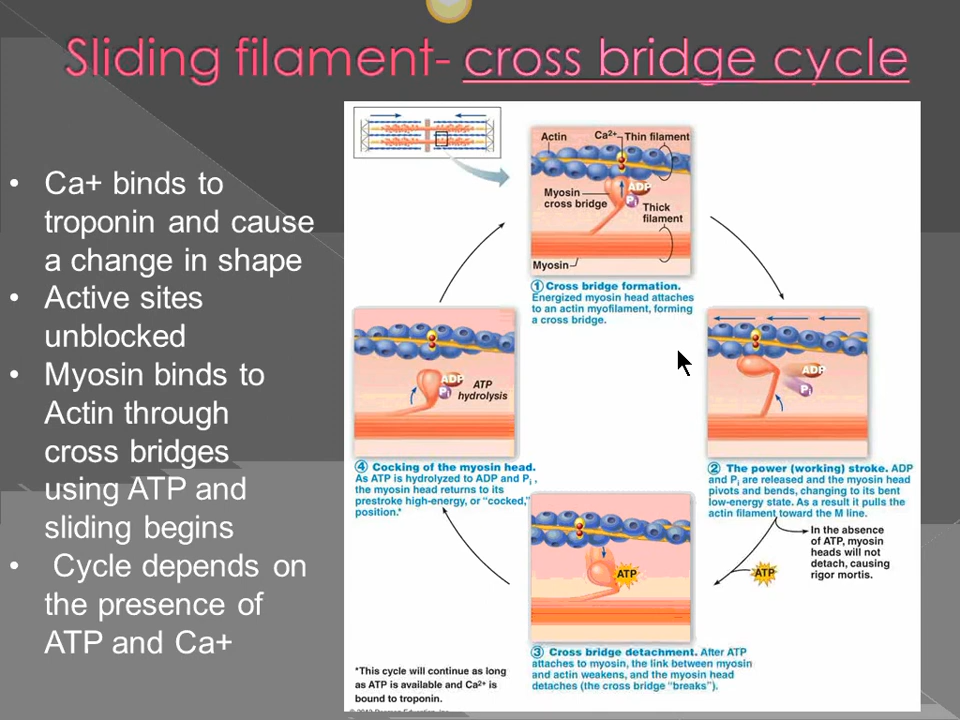 Sliding filament- cross bridge cycle
• Ca+ binds to
troponin and cause
a change in shape
• Active sites
unblocked
• Myosin binds to
Actin through
cross bridges
using ATP and
sliding begins
• Cycle depends on
the presence of
ATP and Ca+
Actin
Ca2+
Thin filament
ADP
Pi
Myosin
cross bridge
Thick
filament
Myosin
① Cross bridge formation.
Energized myosin head attaches
to an actin myofilament, forming
a cross bridge.
ADP
Pi
② The power (working) stroke. ADP
and Pi are released and the myosin head
pivots and bends, changing to its bent
low-energy state. As a result it pulls the
actin filament toward the M line.
In the absence
of ATP, myosin
heads will not
detach, causing
rigor mortis.
ATP
ATP
③ Cross bridge detachment. After ATP
attaches to myosin, the link between myosin
and actin weakens, and the myosin head
detaches (the cross bridge “breaks”).
ADP
Pi
ATP
hydrolysis
④ Cocking of the myosin head.
As ATP is hydrolyzed to ADP and Pi ,
the myosin head returns to its
prestroke high-energy, or “cocked,”
position.*
*This cycle will continue as long
as ATP is available and Ca2+ is
bound to troponin.
Pearson Education, Inc.